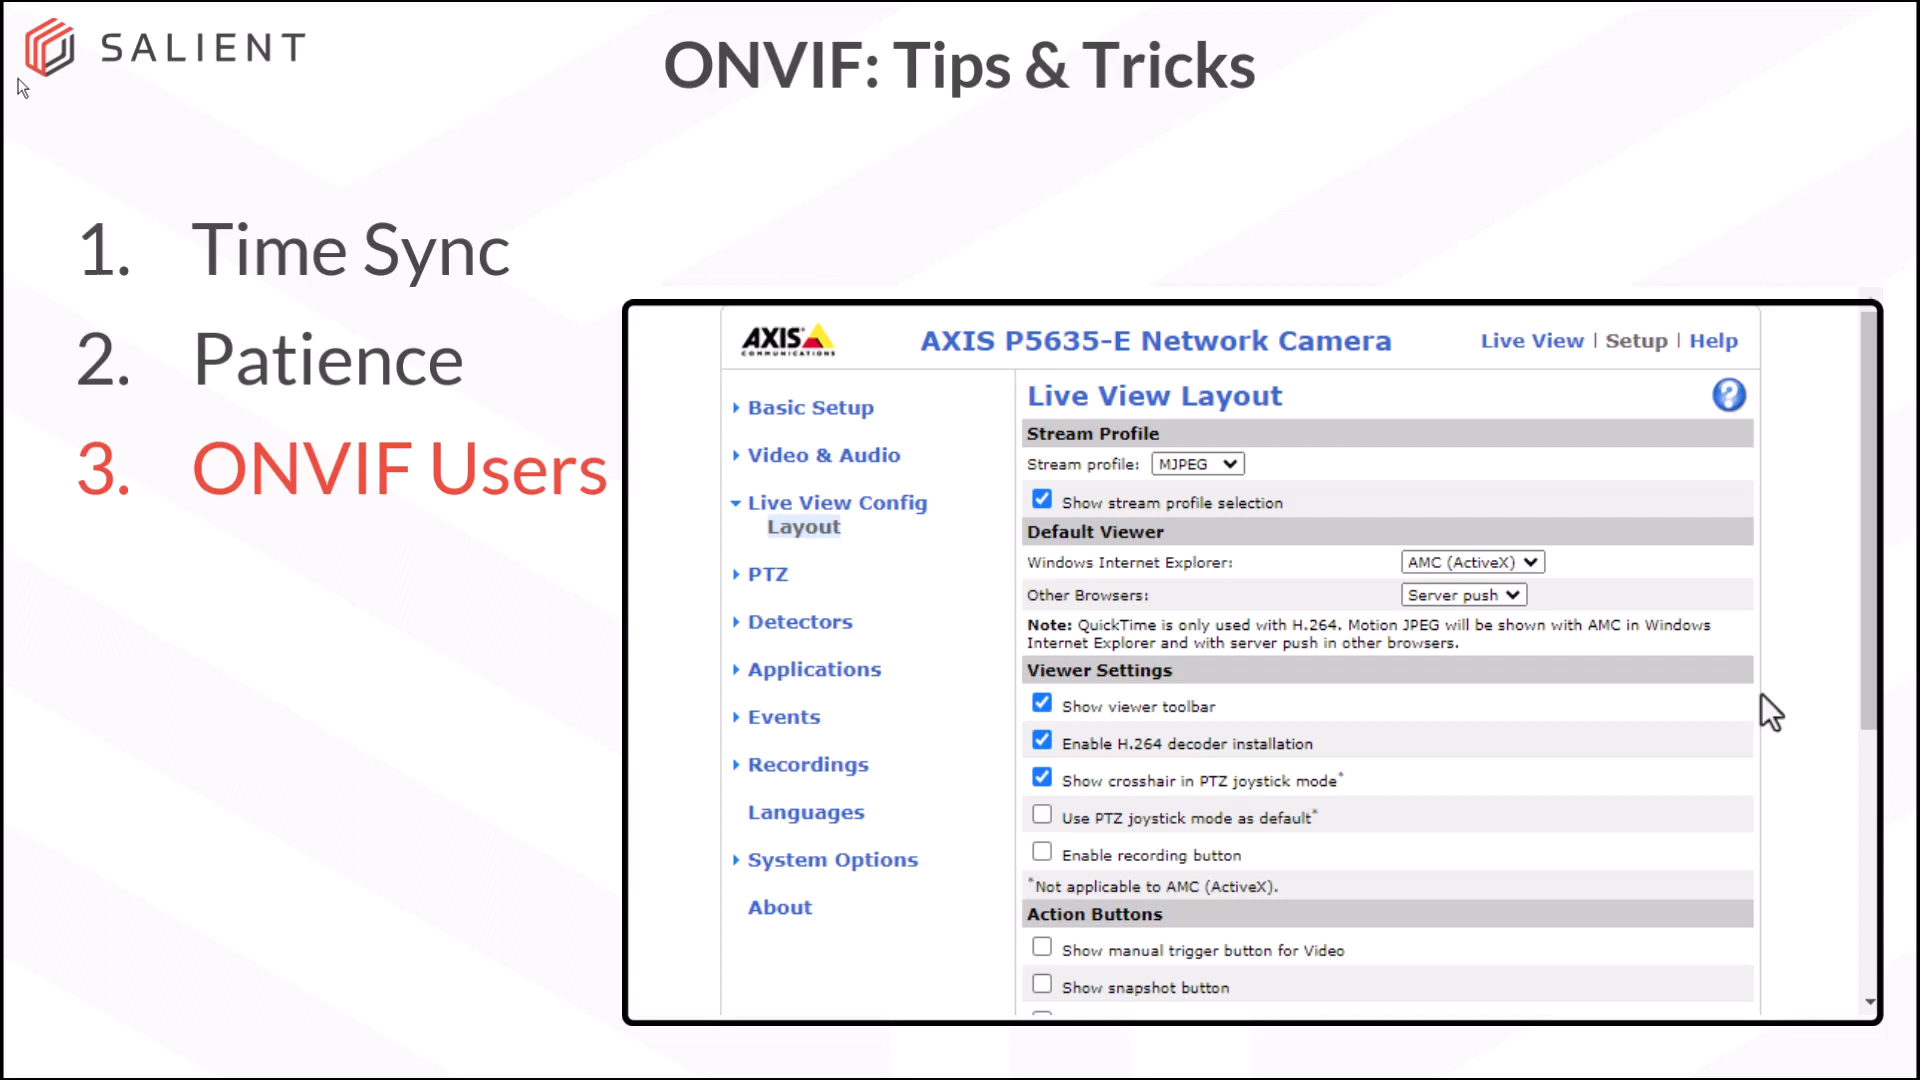 SALIENT
ONVIF: Tips & Tricks
1. Time Sync
2. Patience
3. ONVIF Users
AXIS COMMUNICATIONS
AXIS P5635-E Network Camera
Live View | Setup | Help
Basic Setup
Video & Audio
Live View Config
Layout
PTZ
Detectors
Applications
Events
Recordings
Languages
System Options
About
Live View Layout
?
Stream Profile
Stream profile: MJPEG
Show stream profile selection
Default Viewer
Windows Internet Explorer: AMC (ActiveX)
Other Browsers: Server push
Note: QuickTime is only used with H.264. Motion JPEG will be shown with AMC in Windows
Internet Explorer and with server push in other browsers.
Viewer Settings
Show viewer toolbar
Enable H.264 decoder installation
Show crosshair in PTZ joystick mode*
Use PTZ joystick mode as default*
Enable recording button
*Not applicable to AMC (ActiveX).
Action Buttons
Show manual trigger button for Video
Show snapshot button